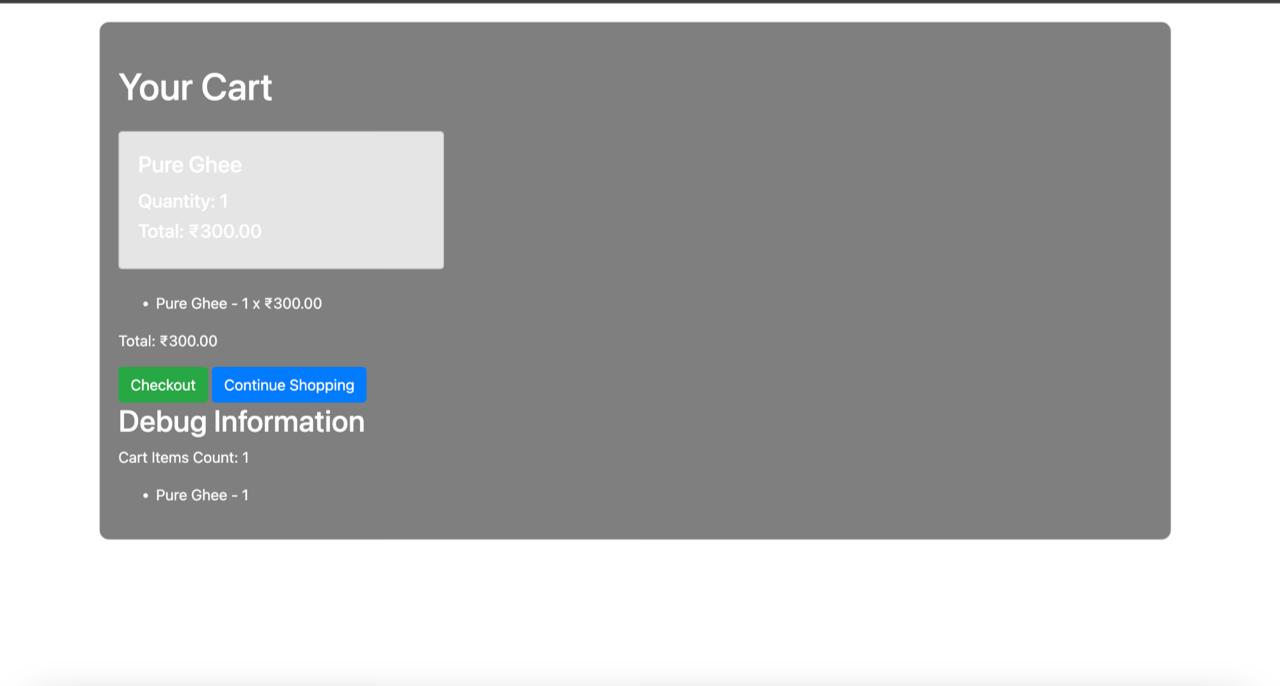 Your Cart
Pure Ghee
Quantity: 1
Total: ₹300.00
• Pure Ghee - 1 x ₹300.00
Total: ₹300.00
Checkout Continue Shopping
Debug Information
Cart Items Count: 1
• Pure Ghee - 1